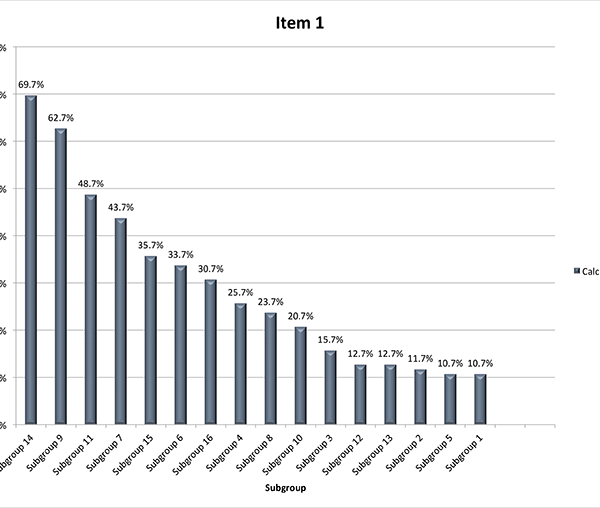 Item 1
%
69.7%
%
62.7%
%
48.7%
%
43.7%
%
35.7%
33.7%
30.7%
%
25.7%
23.7%
20.7%
%
15.7%
12.7%
12.7%
11.7%
10.7%
10.7%
%
%
Calc
ubgroup 14
Subgroup 9
Subgroup 11
Subgroup 7
Subgroup 15
Subgroup 6
Subgroup 16
Subgroup 4
Subgroup 8
Subgroup 10
Subgroup 3
Subgroup 12
Subgroup 13
Subgroup 2
Subgroup 5
Subgroup 1
Subgroup